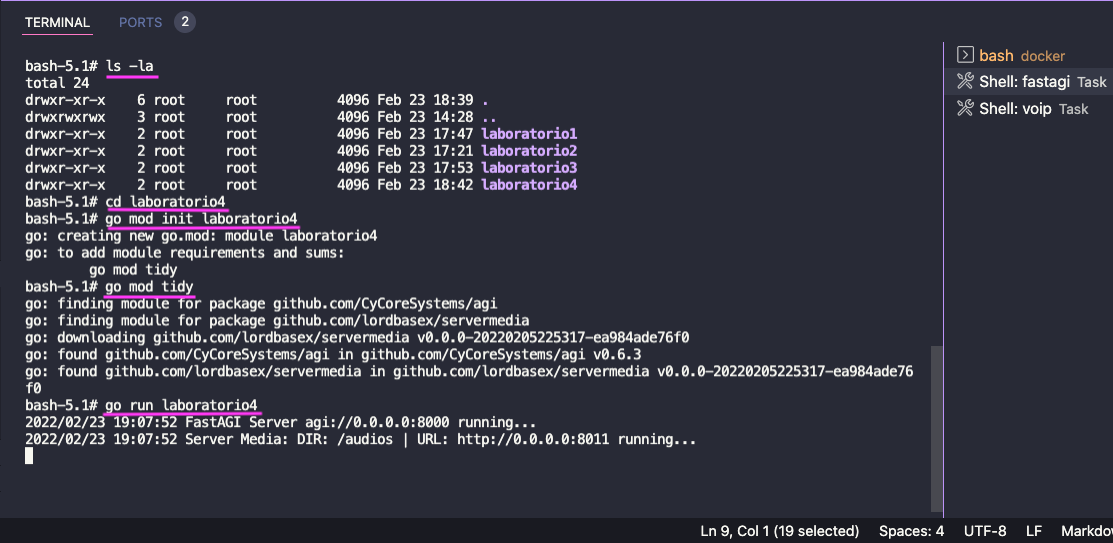 TERMINAL PORTS 2
bash-5.1# ls -la
total 24
drwxr-xr-x 6 root root 4096 Feb 23 18:39 .
drwxrwxrwx 3 root root 4096 Feb 23 14:28 ..
drwxr-xr-x 2 root root 4096 Feb 23 17:47 laboratorio1
drwxr-xr-x 2 root root 4096 Feb 23 17:21 laboratorio2
drwxr-xr-x 2 root root 4096 Feb 23 17:53 laboratorio3
drwxr-xr-x 2 root root 4096 Feb 23 18:42 laboratorio4
bash-5.1# cd laboratorio4
bash-5.1# go mod init laboratorio4
go: creating new go.mod: module laboratorio4
go: to add module requirements and sums:
go mod tidy
bash-5.1# go mod tidy
go: finding module for package github.com/CyCoreSystems/agi
go: finding module for package github.com/lordbasex/servermedia
go: downloading github.com/lordbasex/servermedia v0.0.0-20220205225317-ea984ade76f0
go: found github.com/CyCoreSystems/agi in github.com/CyCoreSystems/agi v0.6.3
go: found github.com/lordbasex/servermedia in github.com/lordbasex/servermedia v0.0.0-20220205225317-ea984ade76
f0
bash-5.1# go run laboratorio4
2022/02/23 19:07:52 FastAGI Server agi://0.0.0.0:8000 running...
2022/02/23 19:07:52 Server Media: DIR: /audios | URL: http://0.0.0.0:8011 running...
bash docker
Shell: fastagi Task
Shell: voip Task
Ln 9, Col 1 (19 selected) Spaces: 4 UTF-8 LF Markdo